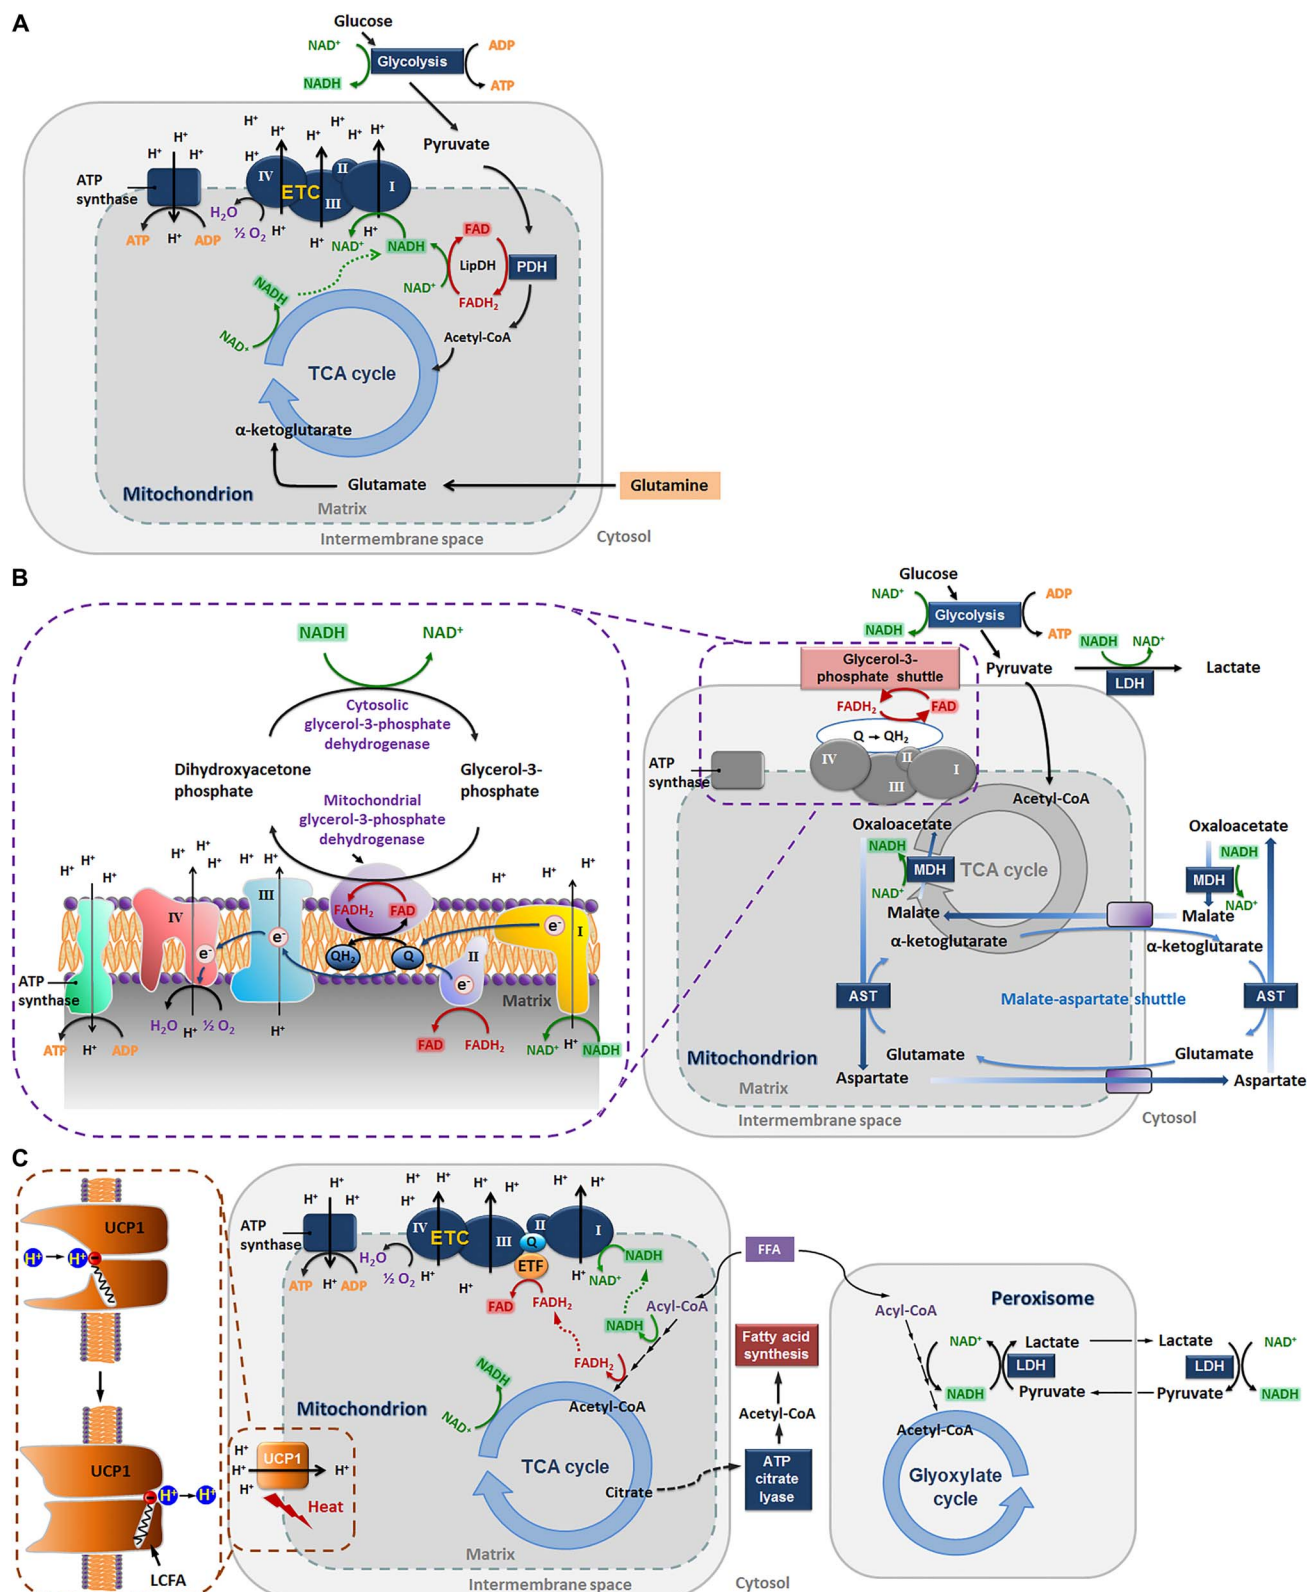 A
Glucose
NAD⁺
ADP
Glycolysis
NADH
ATP
H⁺
H⁺
H⁺
H⁺
H⁺
H⁺
H⁺
H⁺
H⁺
H⁺
H⁺
Pyruvate
ATP
synthase
IV
ETC
III
II
I
H₂O
½ O₂
H⁺
H⁺
H⁺
ATP
H⁺
ADP
NAD⁺
NADH
FAD
LipDH
PDH
NAD⁺
FADH₂
NADH
NAD⁺
Acetyl-CoA
TCA cycle
α-ketoglutarate
Glutamate
Glutamine
Mitochondrion
Matrix
Intermembrane space
Cytosol
B
NADH
NAD⁺
Cytosolic
glycerol-3-phosphate
dehydrogenase
Dihydroxyacetone
phosphate
Glycerol-3-
phosphate
Mitochondrial
glycerol-3-phosphate
dehydrogenase
H⁺
H⁺
H⁺
H⁺
H⁺
H⁺
H⁺
H⁺
H⁺
H⁺
H⁺
H⁺
H⁺
IV
III
FADH₂
FAD
e⁻
I
e⁻
e⁻
QH₂
Q
II
e⁻
ATP
synthase
Matrix
H₂O
½ O₂
H⁺
H⁺
ATP
H⁺
ADP
FAD
FADH₂
NAD⁺
H⁺
NADH
Glucose
NAD⁺
ADP
Glycolysis
NADH
ATP
Glycerol-3-
phosphate shuttle
Pyruvate
NADH
NAD⁺
LDH
Lactate
FADH₂
FAD
Q → QH₂
ATP
synthase
IV
III
II
I
Acetyl-CoA
Oxaloacetate
NADH
MDH
NAD⁺
TCA cycle
Malate
α-ketoglutarate
Oxaloacetate
NADH
MDH
NAD⁺
Malate
α-ketoglutarate
AST
Malate-aspartate shuttle
AST
Glutamate
Glutamate
Mitochondrion
Aspartate
Aspartate
Matrix
Intermembrane space
Cytosol
C
UCP1
H⁺
H⁺
UCP1
H⁺
H⁺
LCFA
H⁺
H⁺
H⁺
H⁺
H⁺
H⁺
H⁺
H⁺
H⁺
H⁺
H⁺
H⁺
ATP
synthase
IV
ETC
III
II
I
Q
ETF
H₂O
½ O₂
H⁺
H⁺
H⁺
ATP
H⁺
ADP
NADH
NAD⁺
FAD
FADH₂
Acyl-CoA
NADH
FADH₂
NADH
NAD⁺
Acetyl-CoA
Mitochondrion
TCA cycle
Citrate
H⁺
H⁺
H⁺
UCP1
H⁺
Heat
Matrix
Intermembrane space
Cytosol
FFA
Fatty acid
synthesis
Acetyl-CoA
ATP
citrate
lyase
Peroxisome
Acyl-CoA
NAD⁺
Lactate
LDH
NADH
Pyruvate
Lactate
NAD⁺
LDH
Pyruvate
NADH
Acetyl-CoA
Glyoxylate
cycle